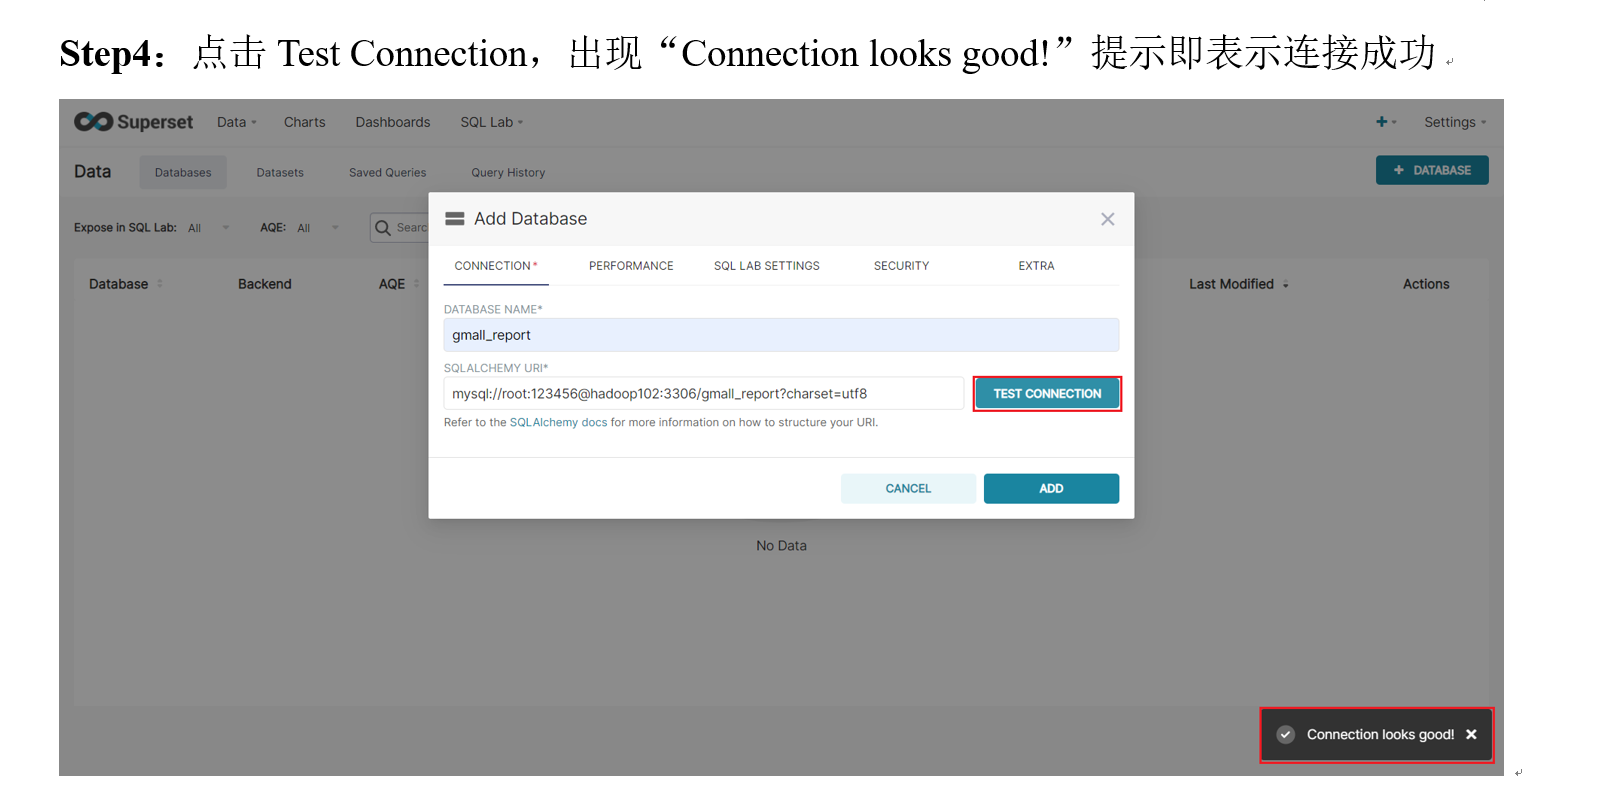 Step4：点击 Test Connection，出现“Connection looks good!”提示即表示连接成功
Superset Data Charts Dashboards SQL Lab Settings
Data Databases Datasets Saved Queries Query History + DATABASE
Expose in SQL Lab: All AQE: All Searc
Add Database
CONNECTION* PERFORMANCE SQL LAB SETTINGS SECURITY EXTRA
Database Backend AQE Last Modified Actions
DATABASE NAME*
gmall_report
SQLALCHEMY URI*
mysql://root:123456@hadoop102:3306/gmall_report?charset=utf8 TEST CONNECTION
Refer to the SQLAlchemy docs for more information on how to structure your URI.
CANCEL ADD
No Data
Connection looks good!